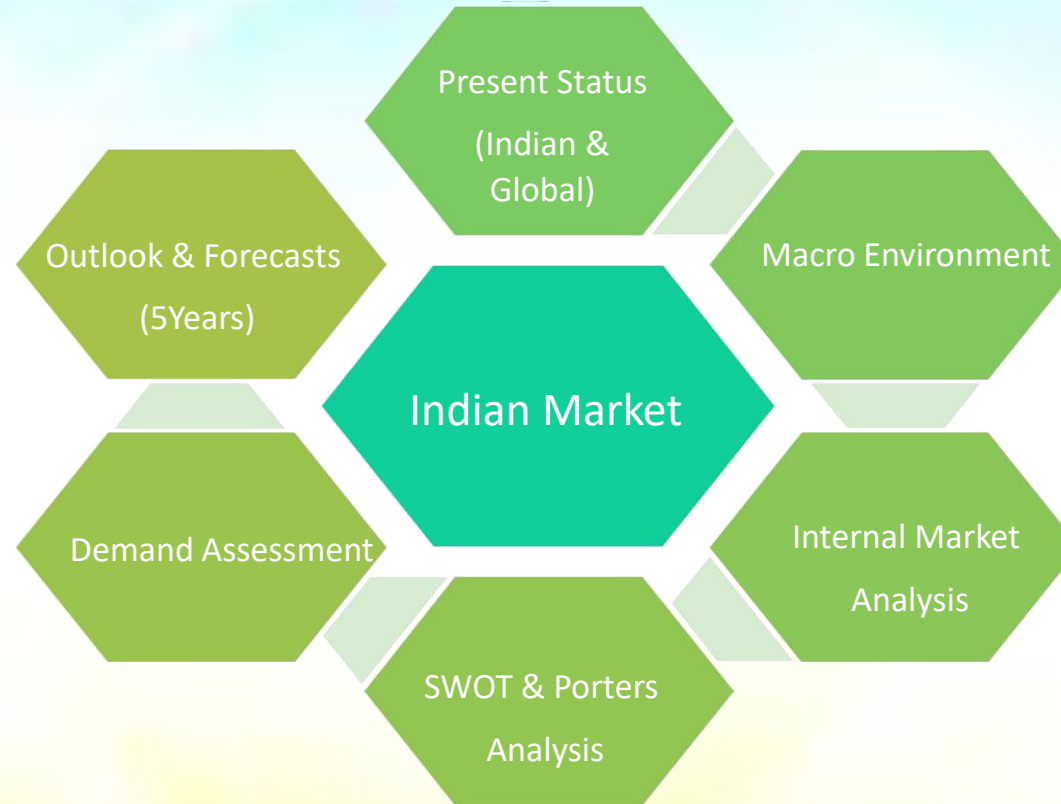 Present Status
(Indian &
Global)
Macro Environment
Internal Market
Analysis
SWOT & Porters
Analysis
Demand Assessment
Outlook & Forecasts
(5Years)
Indian Market